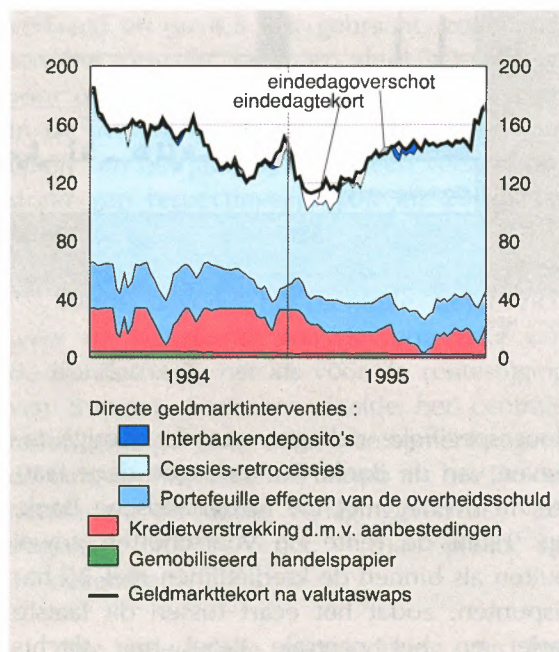 200 200
eindedagoverschot
eindedagtekort
160 160
120 120
80 80
40 40
0 0
1994 1995
Directe geldmarktinterventies :
Interbankendeposito's
Cessies-retrocessies
Portefeuille effecten van de overheidsschuld
Kredietverstrekking d.m.v. aanbestedingen
Gemobiliseerd handelspapier
Geldmarkttekort na valutaswaps